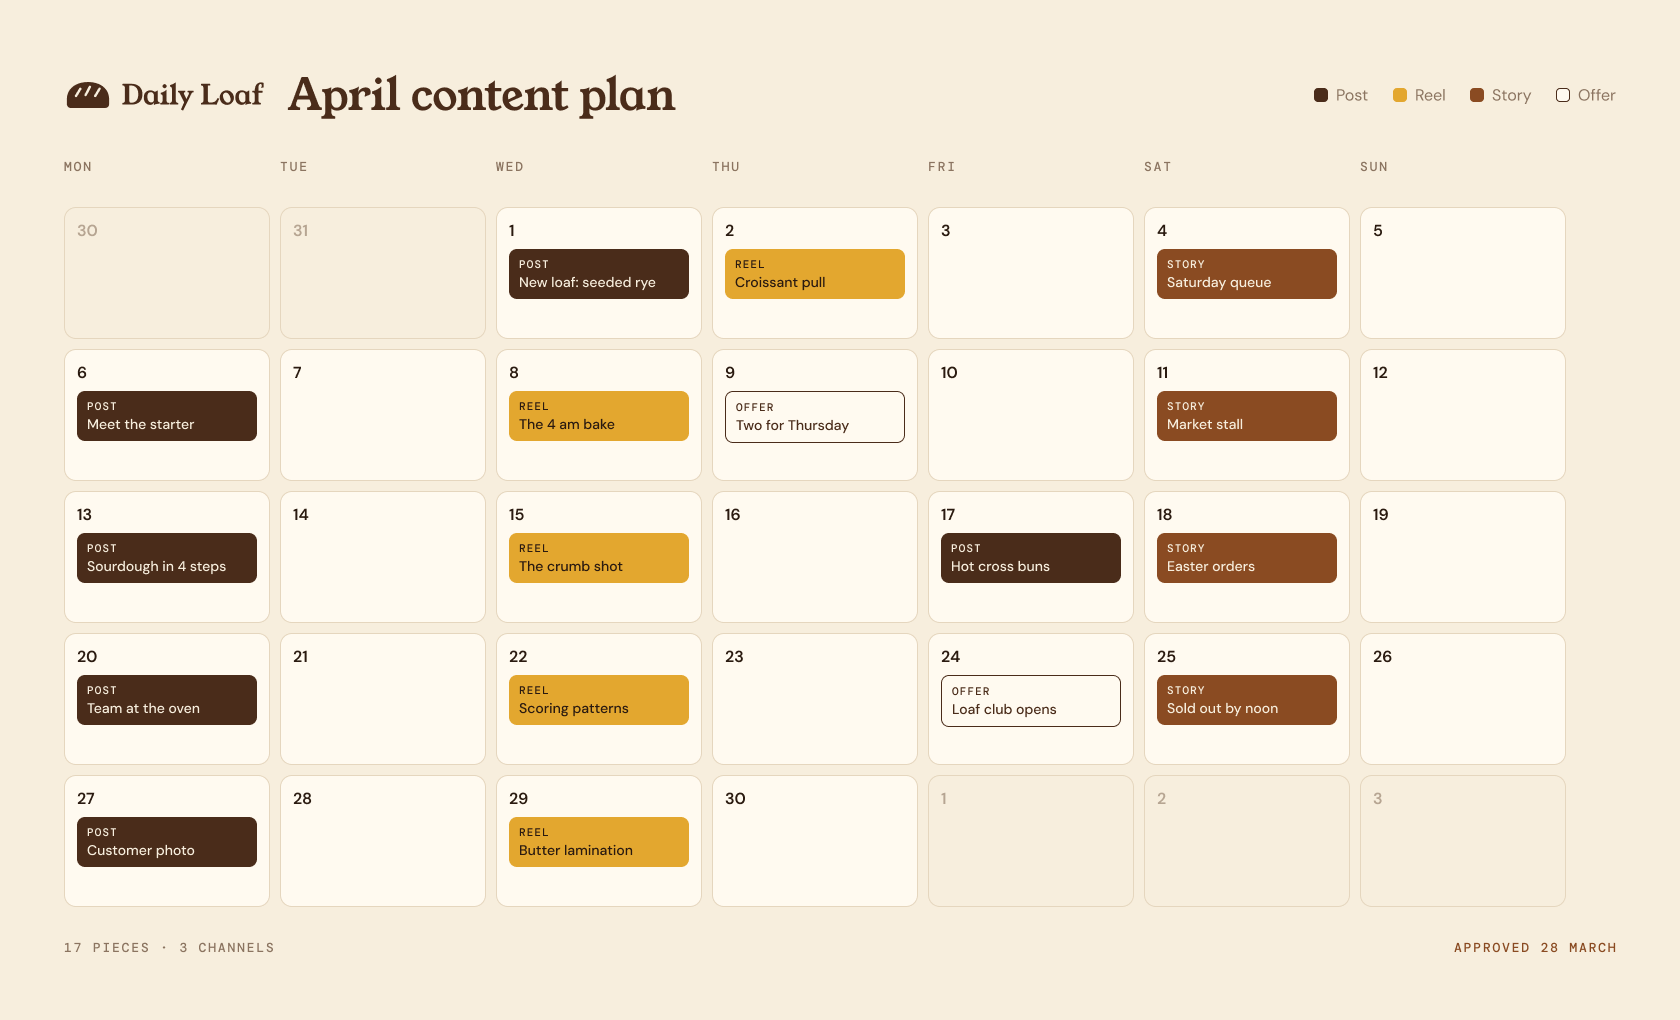 Daily Loaf
April content plan
Post
Reel
Story
Offer
MON
TUE
WED
THU
FRI
SAT
SUN
30
31
1
POST
New loaf: seeded rye
2
REEL
Croissant pull
3
4
STORY
Saturday queue
5
6
POST
Meet the starter
7
8
REEL
The 4 am bake
9
OFFER
Two for Thursday
10
11
STORY
Market stall
12
13
POST
Sourdough in 4 steps
14
15
REEL
The crumb shot
16
17
POST
Hot cross buns
18
STORY
Easter orders
19
20
POST
Team at the oven
21
22
REEL
Scoring patterns
23
24
OFFER
Loaf club opens
25
STORY
Sold out by noon
26
27
POST
Customer photo
28
29
REEL
Butter lamination
30
1
2
3
17 PIECES · 3 CHANNELS
APPROVED 28 MARCH